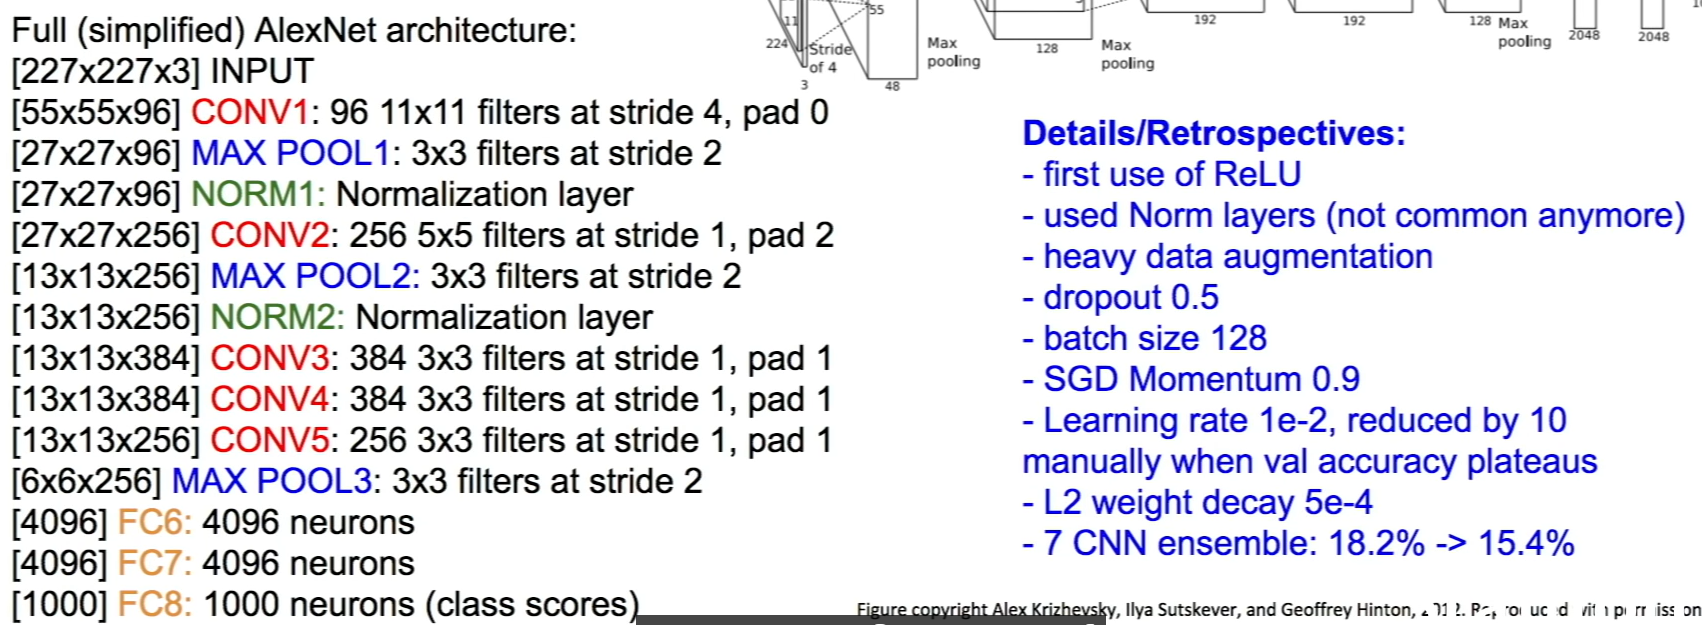 Full (simplified) AlexNet architecture:
[227x227x3] INPUT
[55x55x96] CONV1: 96 11x11 filters at stride 4, pad 0
[27x27x96] MAX POOL1: 3x3 filters at stride 2
[27x27x96] NORM1: Normalization layer
[27x27x256] CONV2: 256 5x5 filters at stride 1, pad 2
[13x13x256] MAX POOL2: 3x3 filters at stride 2
[13x13x256] NORM2: Normalization layer
[13x13x384] CONV3: 384 3x3 filters at stride 1, pad 1
[13x13x384] CONV4: 384 3x3 filters at stride 1, pad 1
[13x13x256] CONV5: 256 3x3 filters at stride 1, pad 1
[6x6x256] MAX POOL3: 3x3 filters at stride 2
[4096] FC6: 4096 neurons
[4096] FC7: 4096 neurons
[1000] FC8: 1000 neurons (class scores)
11
55
224
Stride
of 4
3
48
Max
pooling
128
Max
pooling
192
192
128
Max
pooling
2048
2048
Details/Retrospectives:
- first use of ReLU
- used Norm layers (not common anymore)
- heavy data augmentation
- dropout 0.5
- batch size 128
- SGD Momentum 0.9
- Learning rate 1e-2, reduced by 10
manually when val accuracy plateaus
- L2 weight decay 5e-4
- 7 CNN ensemble: 18.2% -> 15.4%
Figure copyright Alex Krizhevsky, Ilya Sutskever, and Geoffrey Hinton,